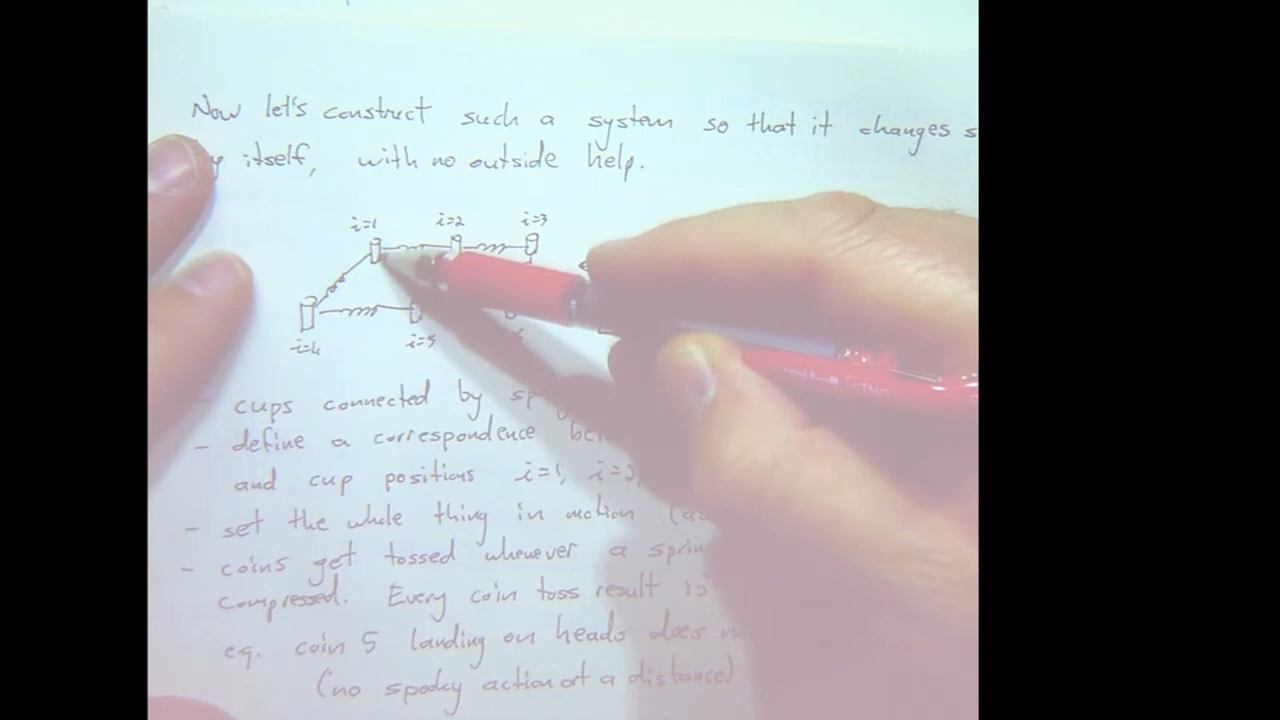 Now let's construct such a system so that it changes s
itself, with no outside help.
i=1 i=2 i=3
i=4 i=5
cups connected by sp
- define a correspondence be
and cup positions i=1, i=2,
- set the whole thing in motion (a
- coins get tossed whenever a sprin
compressed. Every coin toss result is
eg. coin 5 landing on heads does n
(no spooky action at a distance)